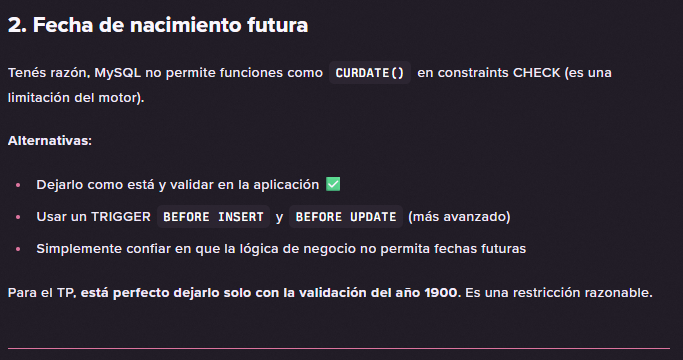 2. Fecha de nacimiento futura
Tenés razón, MySQL no permite funciones como CURDATE() en constraints CHECK (es una
limitación del motor).
Alternativas:
• Dejarlo como está y validar en la aplicación ✅
• Usar un TRIGGER BEFORE INSERT y BEFORE UPDATE (más avanzado)
• Simplemente confiar en que la lógica de negocio no permita fechas futuras
Para el TP, está perfecto dejarlo solo con la validación del año 1900. Es una restricción razonable.